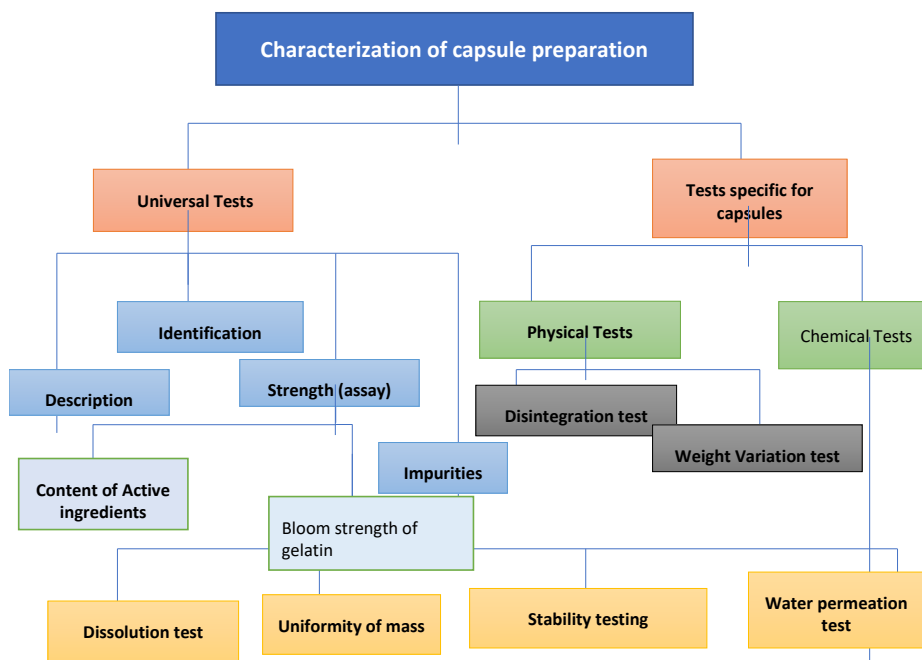 Characterization of capsule preparation
Universal Tests
Tests specific for
capsules
Identification
Physical Tests
Chemical Tests
Description
Strength (assay)
Disintegration test
Weight Variation test
Impurities
Content of Active
ingredients
Bloom strength of
gelatin
Dissolution test
Uniformity of mass
Stability testing
Water permeation
test